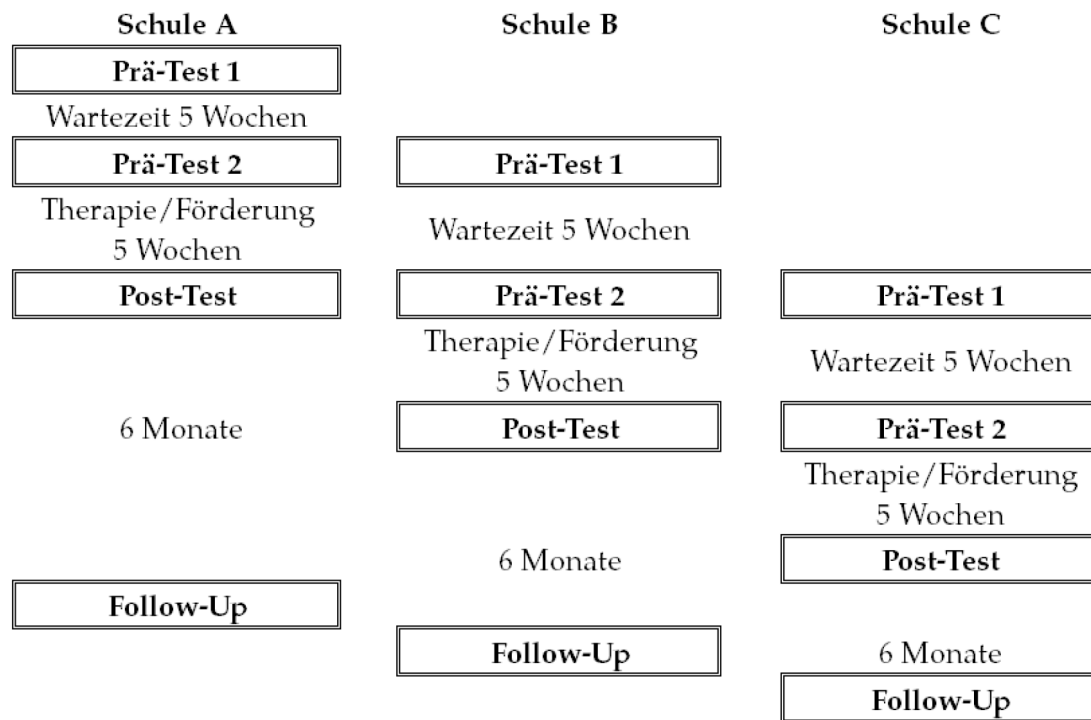 Schule A Schule B Schule C
Prä-Test 1
Wartezeit 5 Wochen
Prä-Test 2 Prä-Test 1
Therapie/Förderung
5 Wochen
Wartezeit 5 Wochen
Post-Test Prä-Test 2 Prä-Test 1
Therapie/Förderung
5 Wochen
Wartezeit 5 Wochen
6 Monate Post-Test Prä-Test 2
Therapie/Förderung
5 Wochen
6 Monate Post-Test
Follow-Up
Follow-Up 6 Monate
Follow-Up